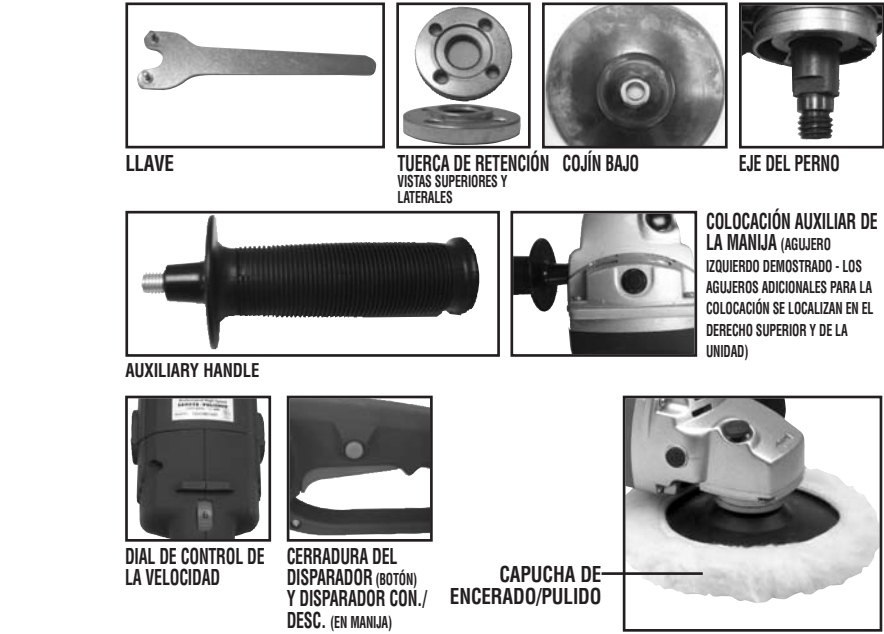 LLAVE
TUERCA DE RETENCIÓN
VISTAS SUPERIORES Y
LATERALES
COJÍN BAJO
EJE DEL PERNO
AUXILIARY HANDLE
COLOCACIÓN AUXILIAR DE
LA MANIJA (AGUJERO
IZQUIERDO DEMOSTRADO - LOS
AGUJEROS ADICIONALES PARA LA
COLOCACIÓN SE LOCALIZAN EN EL
DERECHO SUPERIOR Y DE LA
UNIDAD)
DIAL DE CONTROL DE
LA VELOCIDAD
CERRADURA DEL
DISPARADOR (BOTÓN)
Y DISPARADOR CON./
DESC. (EN MANIJA)
CAPUCHA DE
ENCERADO/PULIDO